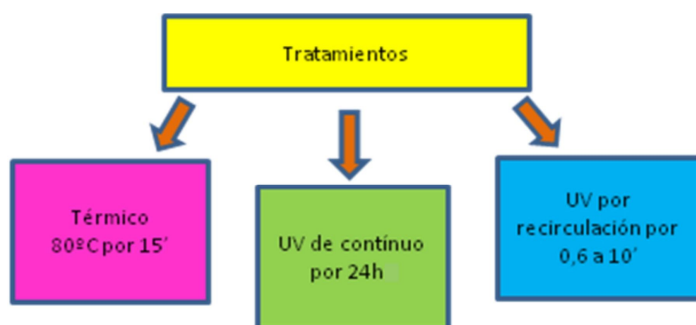 Tratamientos
Térmico
80ºC por 15´
UV de contínuo
por 24h
UV por
recirculación por
0,6 a 10´